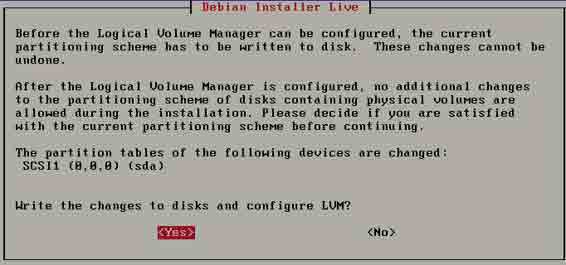 Debian Installer Live
Before the Logical Volume Manager can be configured, the current
partitioning scheme has to be written to disk.  These changes cannot be
undone.
After the Logical Volume Manager is configured, no additional changes
to the partitioning scheme of disks containing physical volumes are
allowed during the installation. Please decide if you are satisfied
with the current partitioning scheme before continuing.
The partition tables of the following devices are changed:
SCSI1 (0,0,0) (sda)
Write the changes to disks and configure LVM?
<Yes> <No>